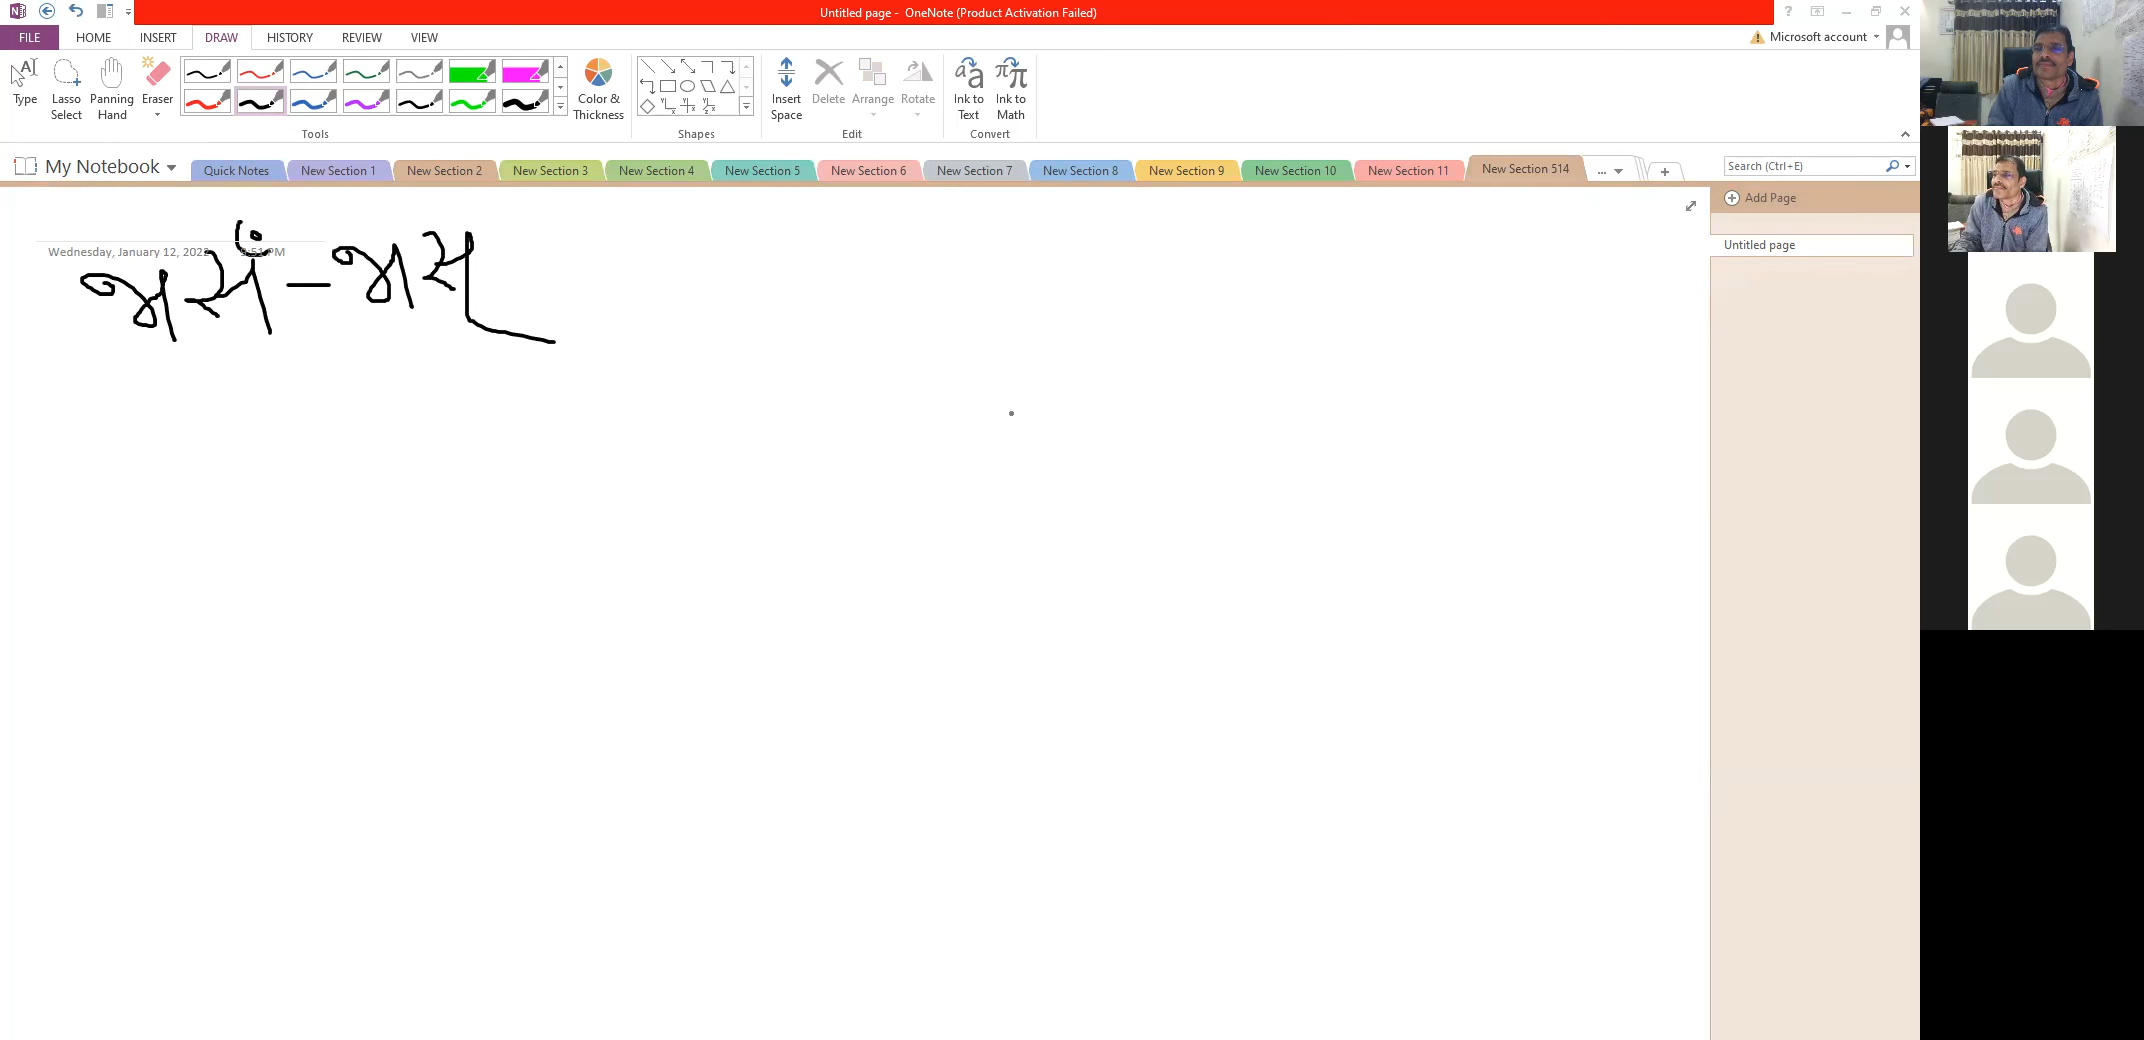 Untitled page - OneNote (Product Activation Failed)
?
FILE HOME INSERT DRAW HISTORY REVIEW VIEW Microsoft account
Type Lasso Select Panning Hand Eraser Color & Thickness Insert Space Delete Arrange Rotate Ink to Text Ink to Math
Tools Shapes Edit Convert
My Notebook Quick Notes New Section 1 New Section 2 New Section 3 New Section 4 New Section 5 New Section 6 New Section 7 New Section 8 New Section 9 New Section 10 New Section 11 New Section 514 ... Search (Ctrl+E)
Add Page
Untitled page
Wednesday, January 12, 2022 9:51 PM